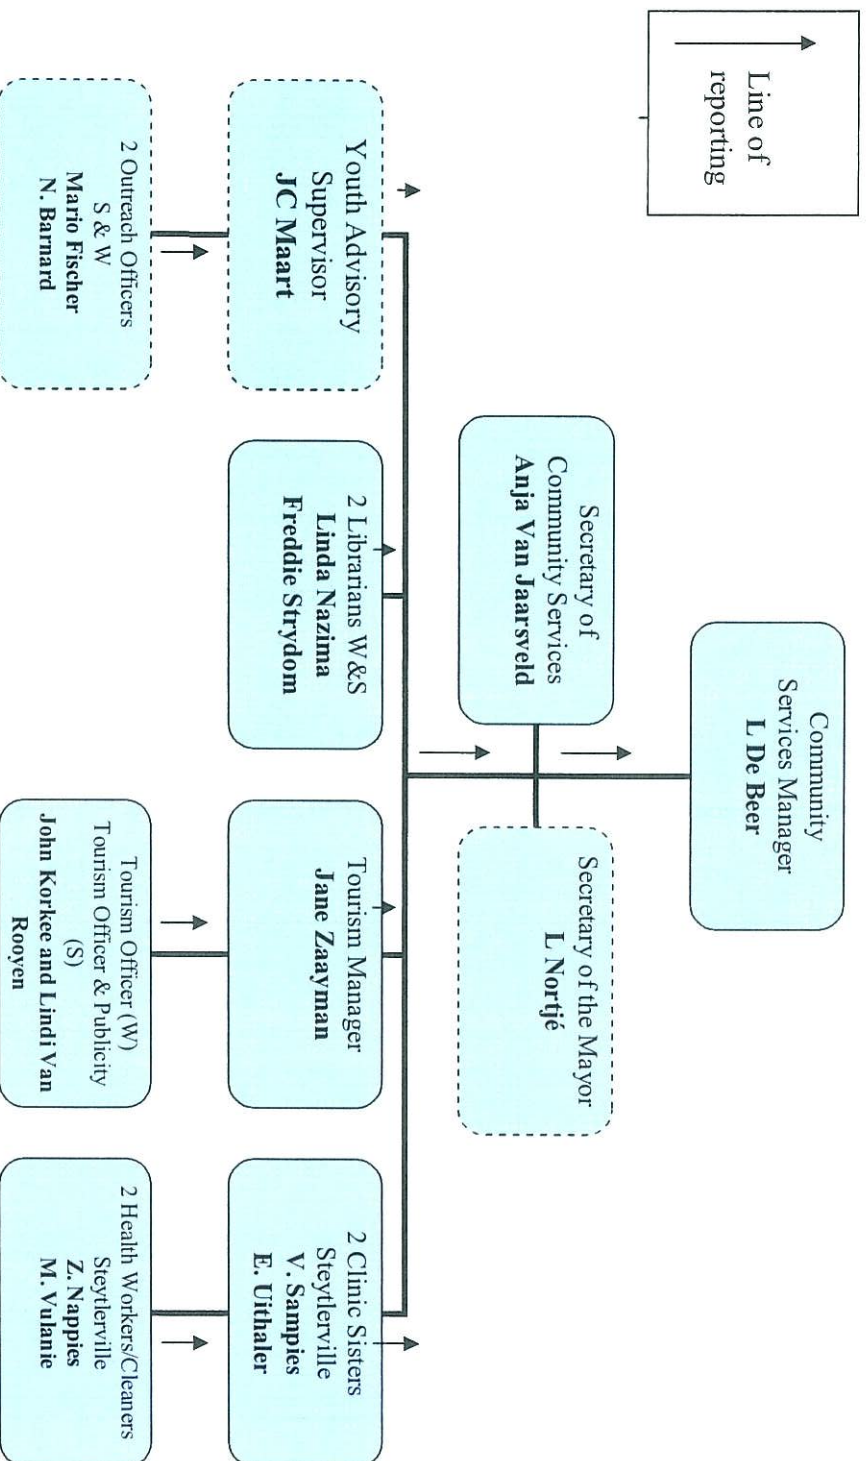 Line of
reporting
Community
Services Manager
L De Beer
Secretary of
Community Services
Anja Van Jaarsveld
Secretary of the Mayor
L Nortjé
Youth Advisory
Supervisor
JC Maart
2 Librarians W&S
Linda Nazima
Freddie Strydom
Tourism Manager
Jane Zaayman
2 Clinic Sisters
Steytlerville
V. Sampies
E. Uithaler
2 Outreach Officers
S & W
Mario Fischer
N. Barnard
Tourism Officer (W)
Tourism Officer & Publicity
(S)
John Korkee and Lindi Van
Rooyen
2 Health Workers/Cleaners
Steytlerville
Z. Nappies
M. Vulanie